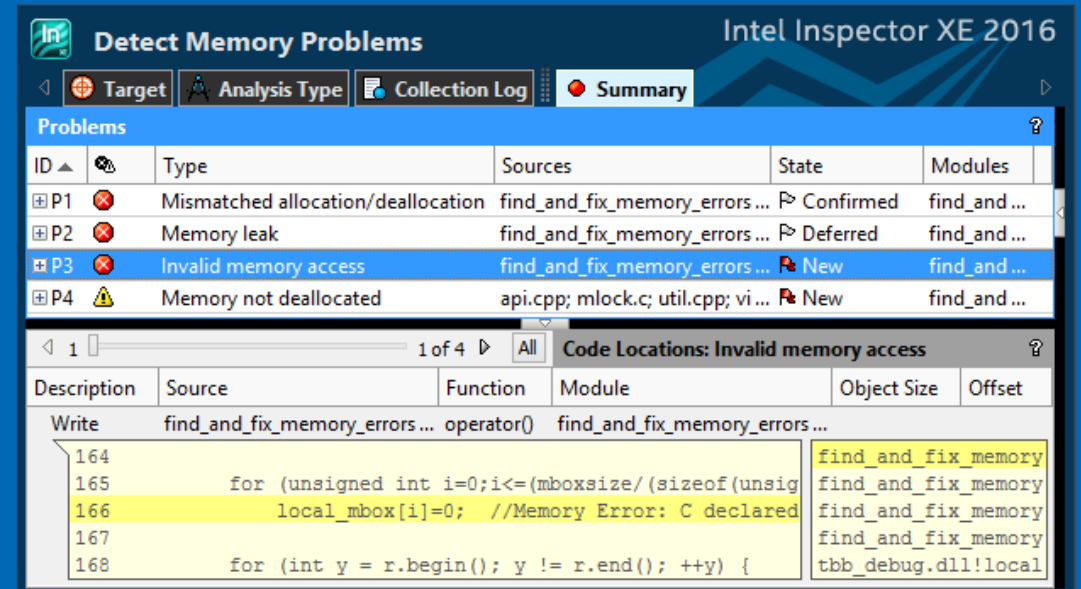 Intel Inspector XE 2016
In XE
Detect Memory Problems
Target Analysis Type Collection Log Summary
Problems ?
ID Type Sources State Modules
P1 Mismatched allocation/deallocation find_and_fix_memory_errors ... Confirmed find_and ...
P2 Memory leak find_and_fix_memory_errors ... Deferred find_and ...
P3 Invalid memory access find_and_fix_memory_errors ... New find_and ...
P4 Memory not deallocated api.cpp; mlock.c; util.cpp; vi ... New find_and ...
1 1 of 4 All Code Locations: Invalid memory access ?
Description Source Function Module Object Size Offset
Write find_and_fix_memory_errors ... operator() find_and_fix_memory_errors ...
164 find_and_fix_memory
165 for (unsigned int i=0;i<=(mboxsize/(sizeof(unsig find_and_fix_memory
166 local_mbox[i]=0; //Memory Error: C declared find_and_fix_memory
167 find_and_fix_memory
168 for (int y = r.begin(); y != r.end(); ++y) { tbb_debug.dll!local